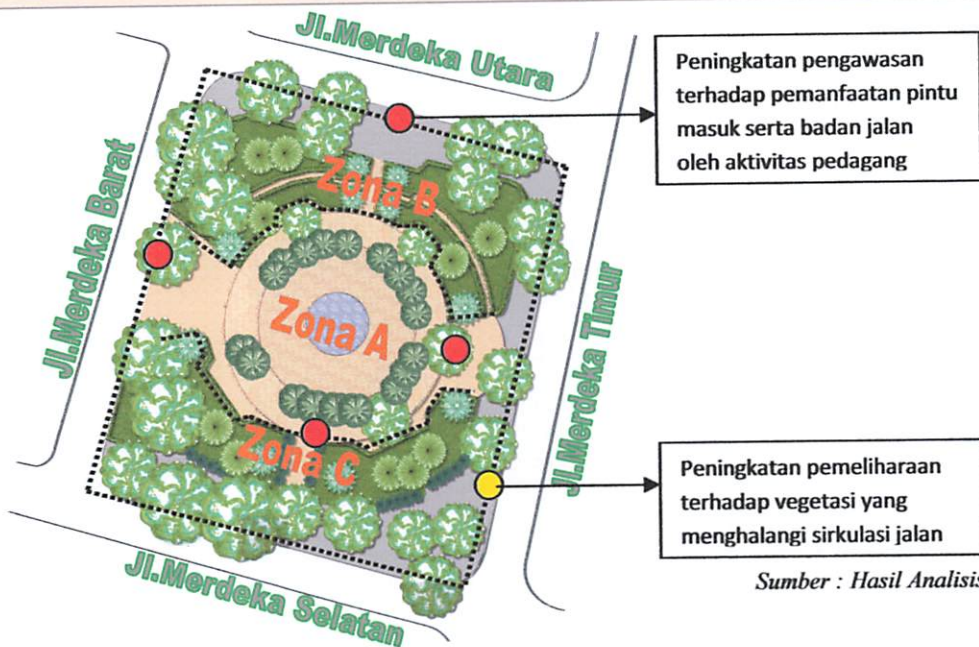 Jl.Merdeka Utara
Peningkatan pengawasan
terhadap pemanfaatan pintu
masuk serta badan jalan
oleh aktivitas pedagang
Jl.Merdeka Barat
Zona B
Zona A
Jl.Merdeka Timur
Zona C
Peningkatan pemeliharaan
terhadap vegetasi yang
menghalangi sirkulasi jalan
Sumber : Hasil Analisis
Jl.Merdeka Selatan